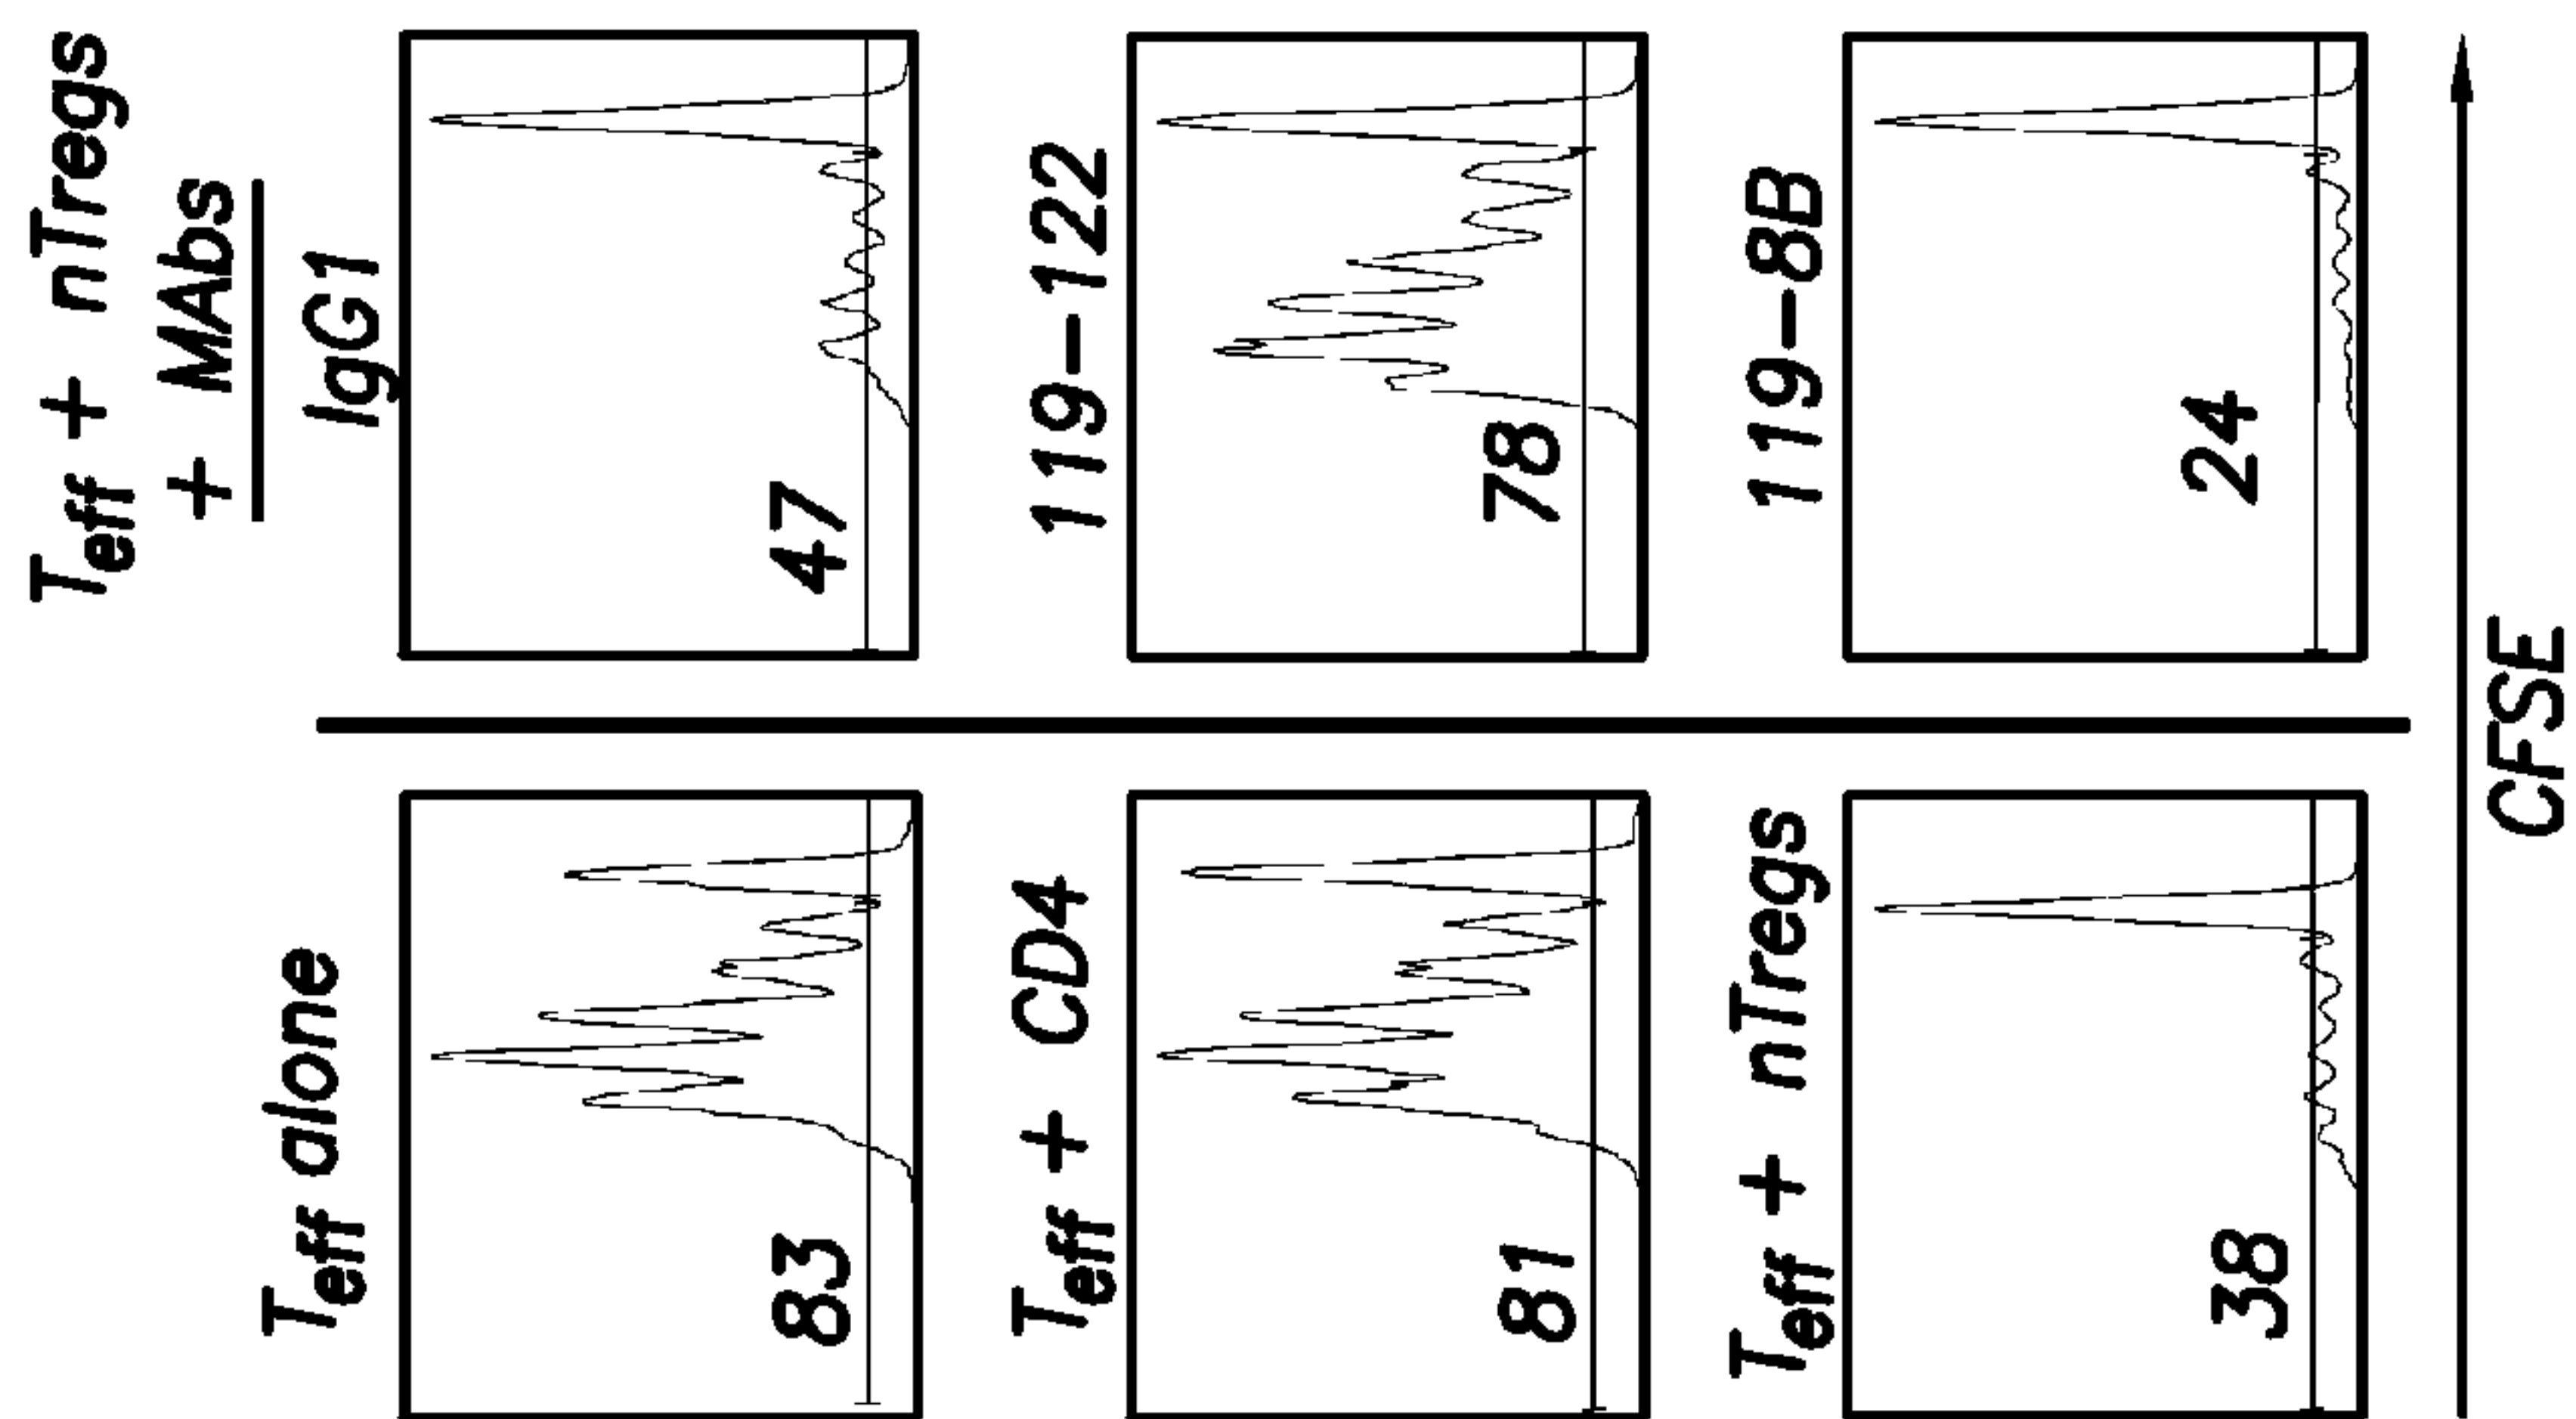 Teff alone
83
Teff + CD4
81
Teff + nTregs
38
Teff + nTregs
+ MAbs
IgG1
47
119-122
78
119-8B
24
CFSE